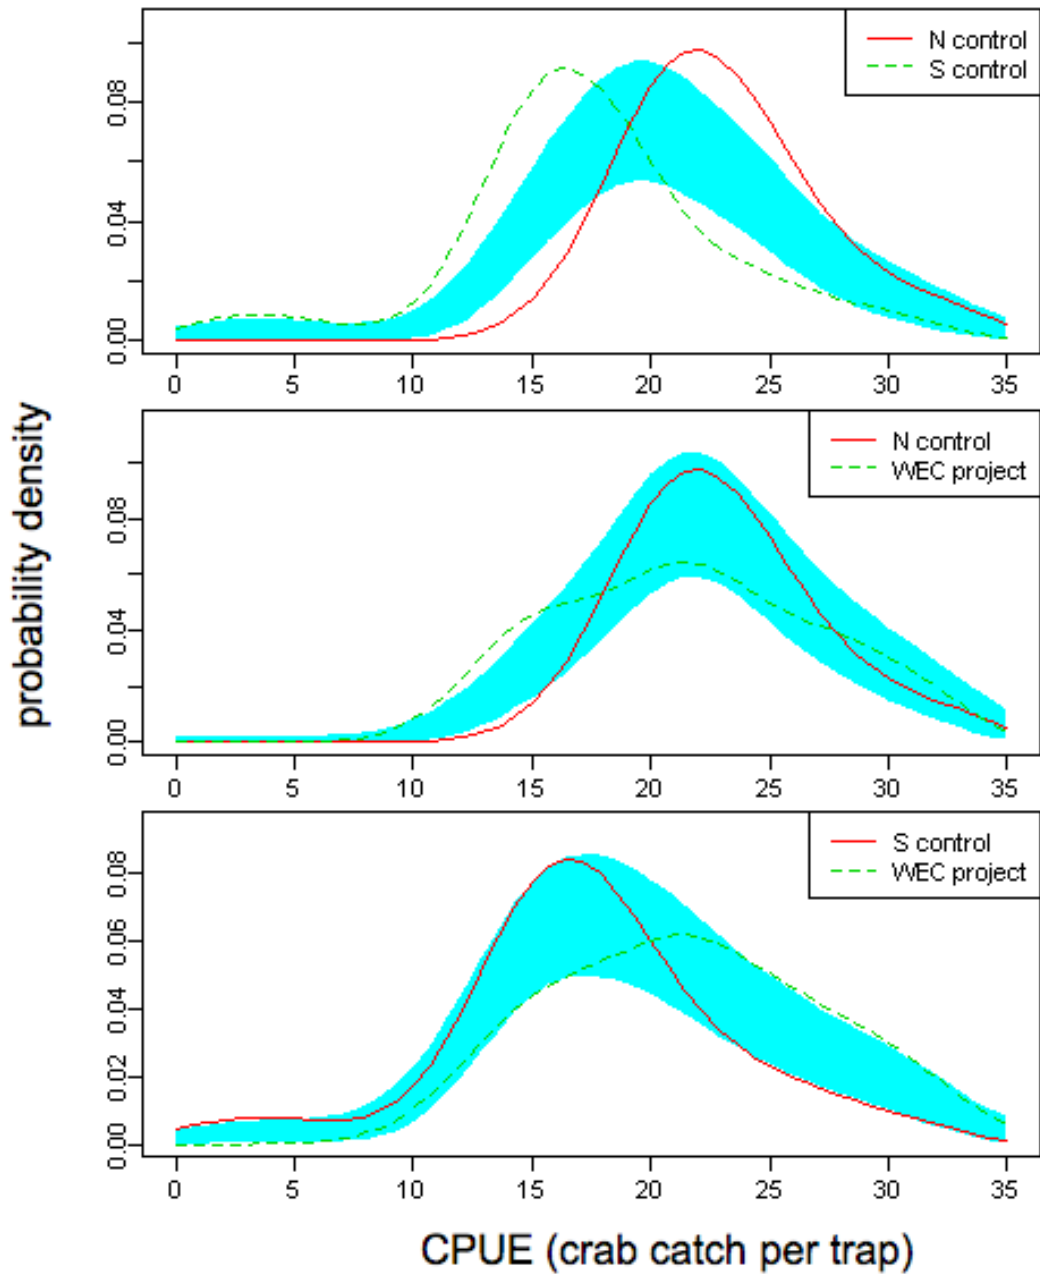 N control
S control
0.00 0.04 0.08
0 5 10 15 20 25 30 35
N control
WEC project
0.00 0.04 0.08
0 5 10 15 20 25 30 35
probability density
S control
WEC project
0.00 0.02 0.04 0.06 0.08
0 5 10 15 20 25 30 35
CPUE (crab catch per trap)